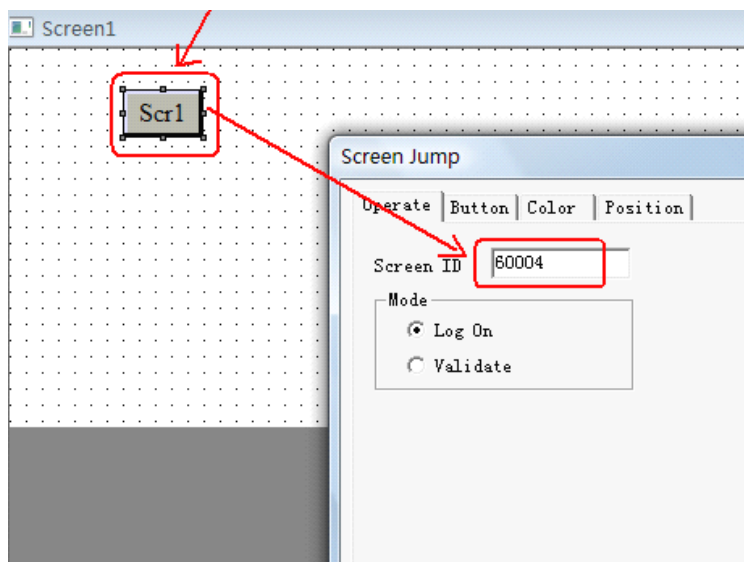 Screen1
Scr1
Screen Jump
Operate Button Color Position
Screen ID 60004
Mode
Log On
Validate